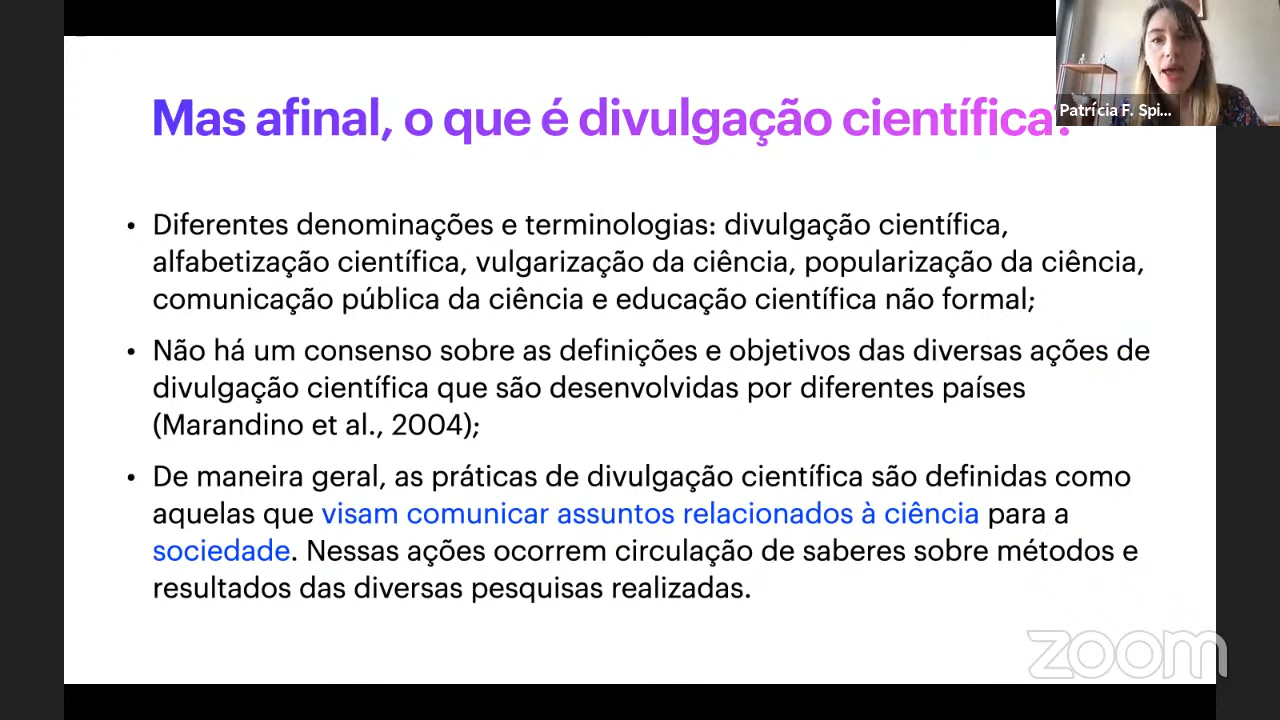 Mas afinal, o que é divulgação científica?
Patrícia F. Spi...
• Diferentes denominações e terminologias: divulgação científica,
alfabetização científica, vulgarização da ciência, popularização da ciência,
comunicação pública da ciência e educação científica não formal;
• Não há um consenso sobre as definições e objetivos das diversas ações de
divulgação científica que são desenvolvidas por diferentes países
(Marandino et al., 2004);
• De maneira geral, as práticas de divulgação científica são definidas como
aquelas que visam comunicar assuntos relacionados à ciência para a
sociedade. Nessas ações ocorrem circulação de saberes sobre métodos e
resultados das diversas pesquisas realizadas.
zoom